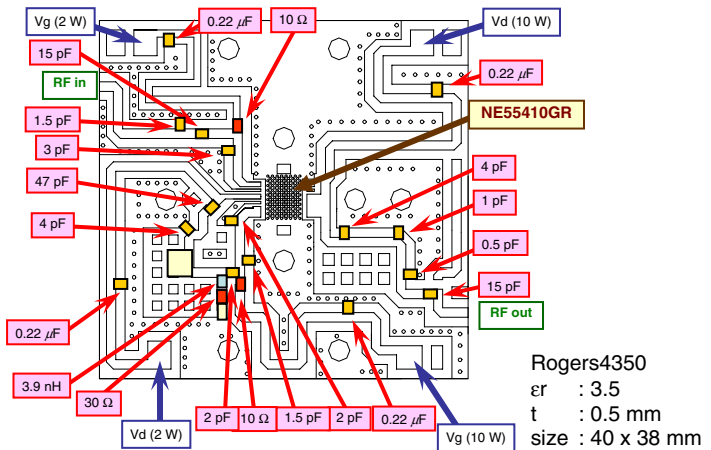 Vg (2 W)
0.22 μF
10 Ω
Vd (10 W)
15 pF
RF in
0.22 μF
1.5 pF
NE55410GR
3 pF
47 pF
4 pF
4 pF
1 pF
0.5 pF
15 pF
RF out
0.22 μF
3.9 nH
30 Ω
Vd (2 W)
2 pF
10 Ω
1.5 pF
2 pF
0.22 μF
Vg (10 W)
Rogers4350
εr : 3.5
t : 0.5 mm
size : 40 x 38 mm